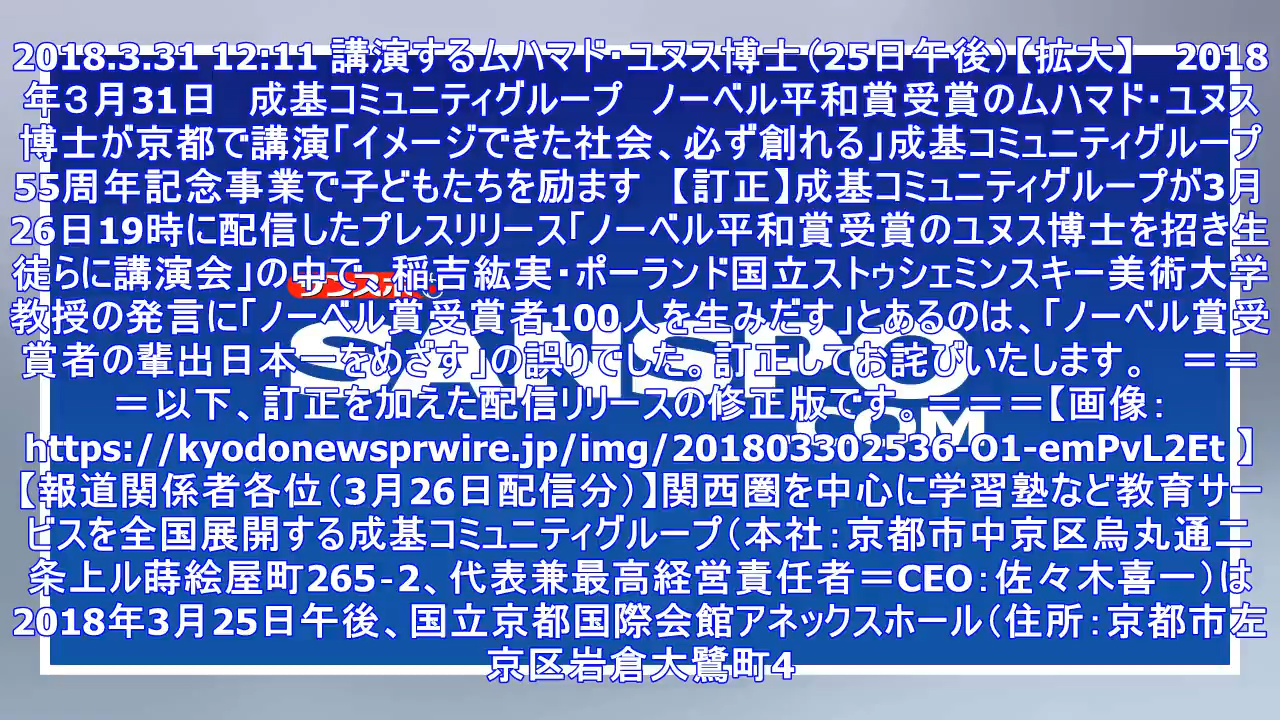 2018.3.31 12:11 講演するムハマド・ユヌス博士（25日午後）【拡大】　2018
年３月31日　成基コミュニティグループ　ノーベル平和賞受賞のムハマド・ユヌス
博士が京都で講演「イメージできた社会、必ず創れる」成基コミュニティグループ
55周年記念事業で子どもたちを励ます　【訂正】成基コミュニティグループが3月
26日19時に配信したプレスリリース「ノーベル平和賞受賞のユヌス博士を招き生
徒らに講演会」の中で、稲吉紘実・ポーランド国立ストゥシェミンスキー美術大学
教授の発言に「ノーベル賞受賞者100人を生みだす」とあるのは、「ノーベル賞受
賞者の輩出日本一をめざす」の誤りでした。訂正してお詫びいたします。　＝＝
＝以下、訂正を加えた配信リリースの修正版です。＝＝＝【画像：
https://kyodonewsprwire.jp/img/201803302536-O1-emPvL2Et 】
【報道関係者各位（3月26日配信分）】関西圏を中心に学習塾など教育サー
ビスを全国展開する成基コミュニティグループ（本社：京都市中京区烏丸通二
条上ル蒔絵屋町265-2、代表兼最高経営責任者＝CEO：佐々木喜一）は
2018年3月25日午後、国立京都国際会館アネックスホール（住所：京都市左
京区岩倉大鷺町4
サンスポ
SANSPO
.COM